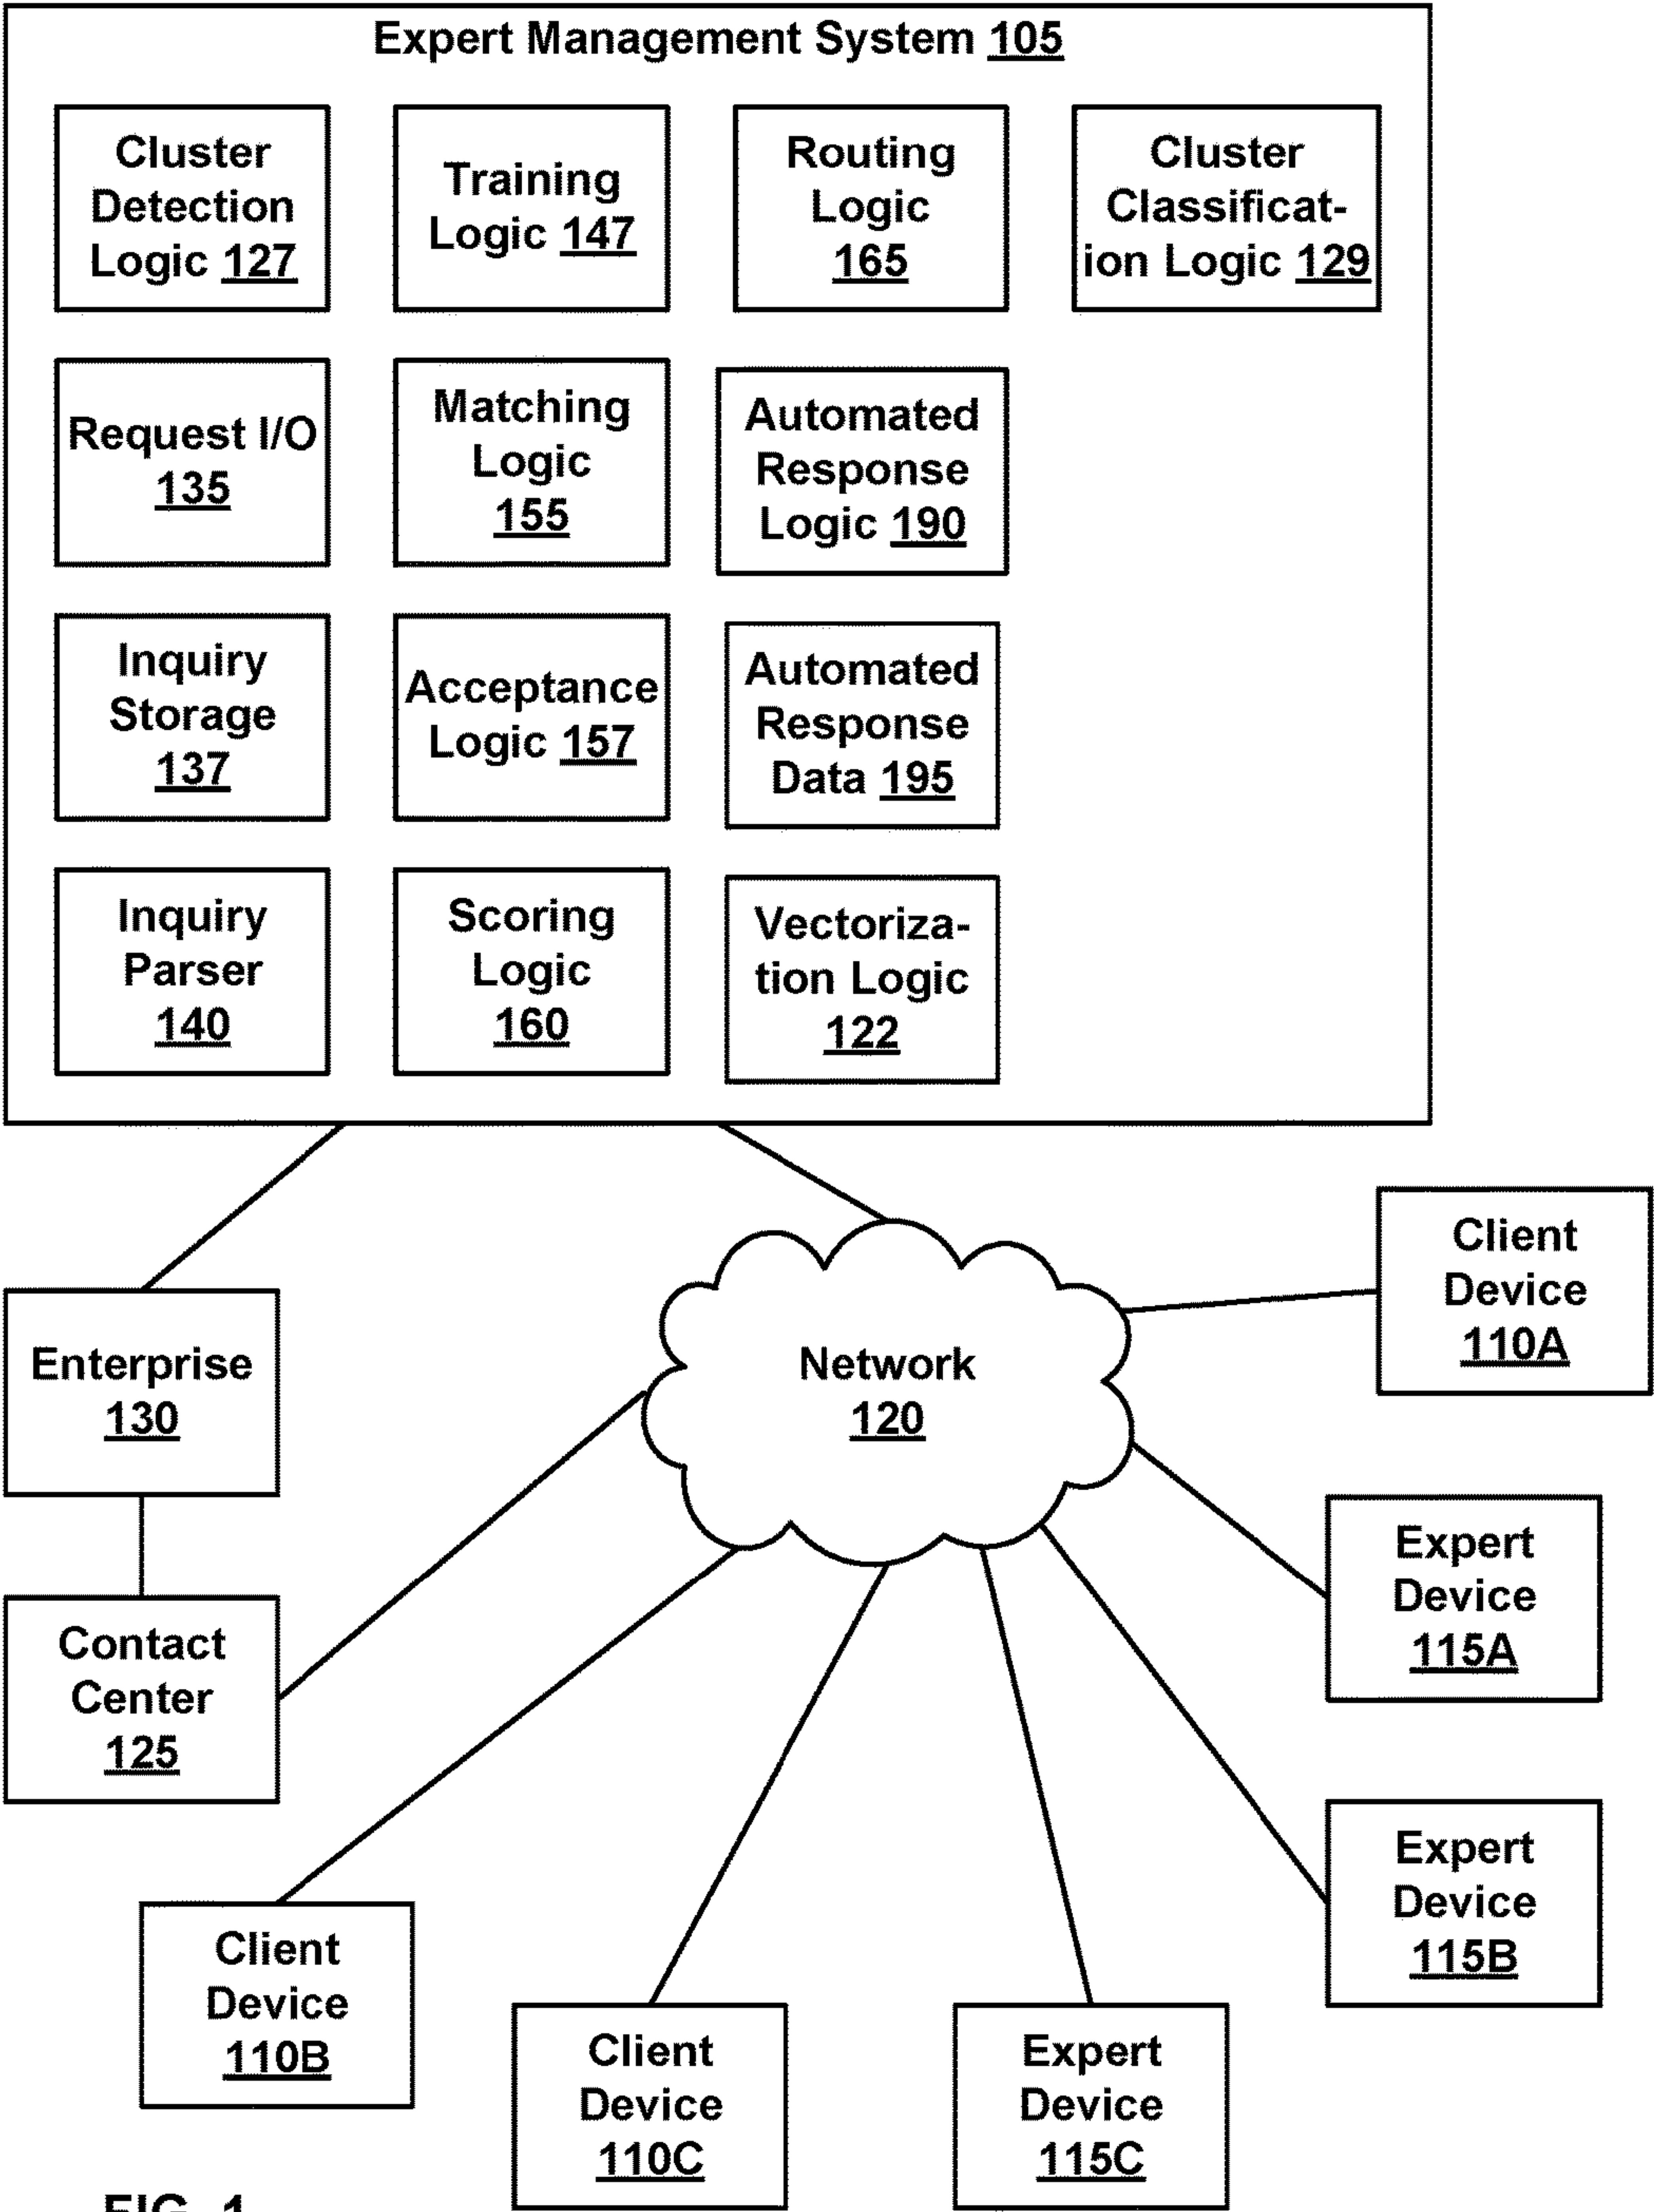 Expert Management System 105
Cluster
Detection
Logic 127
Training
Logic 147
Routing
Logic
165
Cluster
Classificat-
ion Logic 129
Request I/O
135
Matching
Logic
155
Automated
Response
Logic 190
Inquiry
Storage
137
Acceptance
Logic 157
Automated
Response
Data 195
Inquiry
Parser
140
Scoring
Logic
160
Vectoriza-
tion Logic
122
Client
Device
110A
Enterprise
130
Network
120
Expert
Device
115A
Contact
Center
125
Expert
Device
115B
Client
Device
110B
Client
Device
110C
Expert
Device
115C
FIG. 1